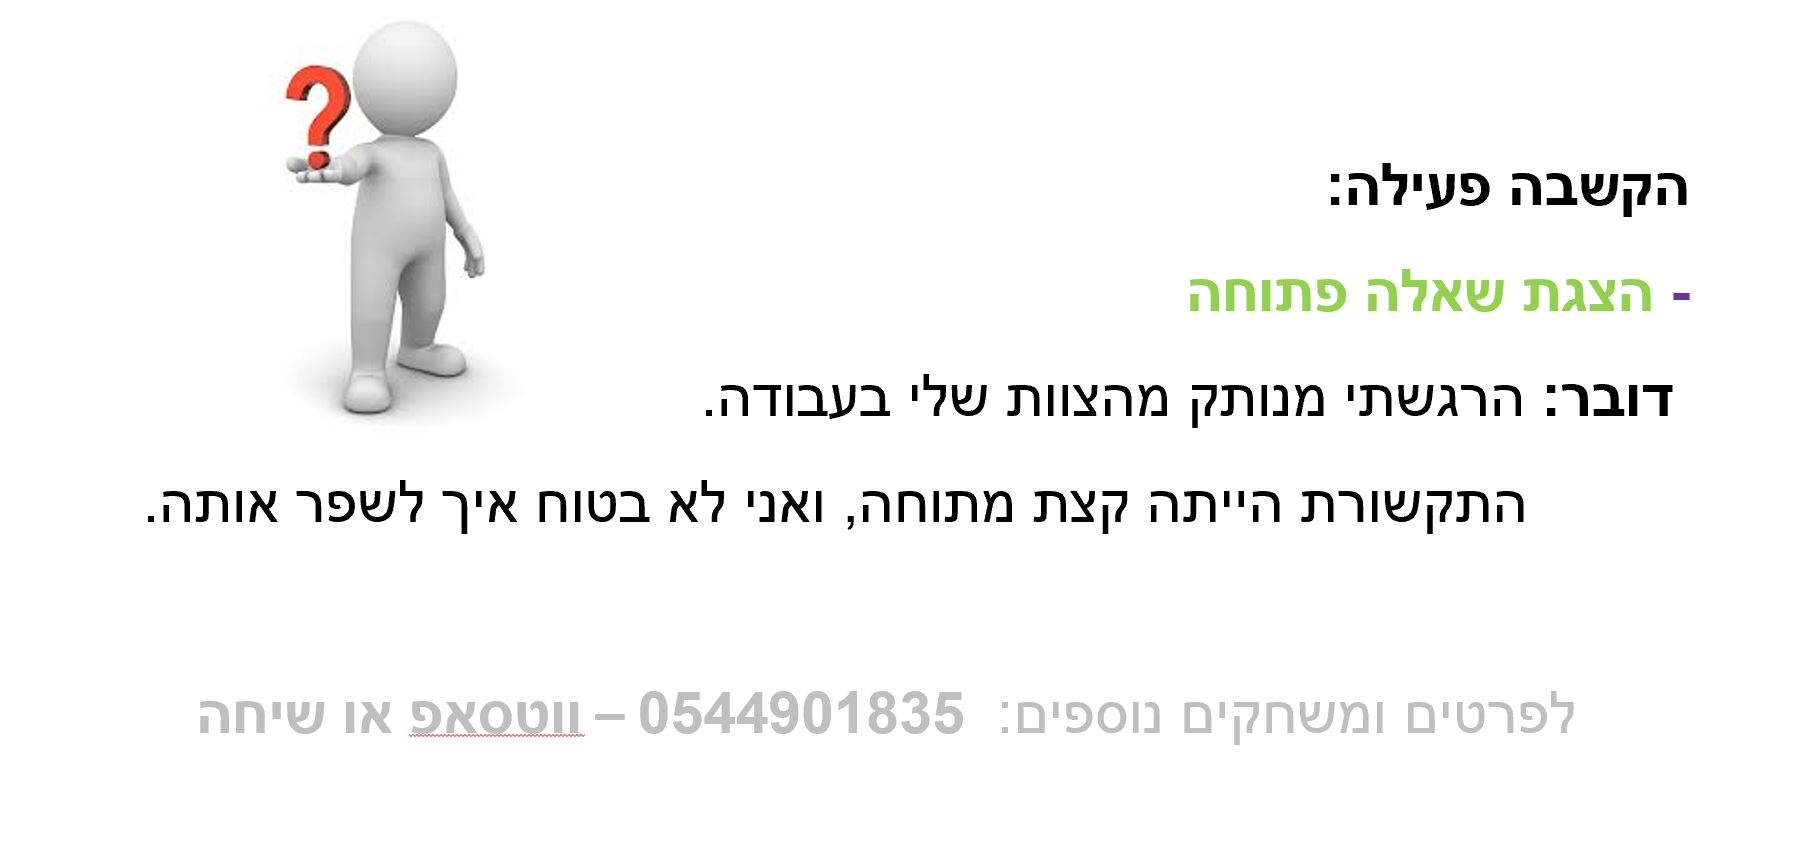 ?
הקשבה פעילה:
- הצגת שאלה פתוחה
דובר: הרגשתי מנותק מהצוות שלי בעבודה.
התקשורת הייתה קצת מתוחה, ואני לא בטוח איך לשפר אותה.
לפרטים ומשחקים נוספים: 0544901835 – ווטסאפ או שיחה